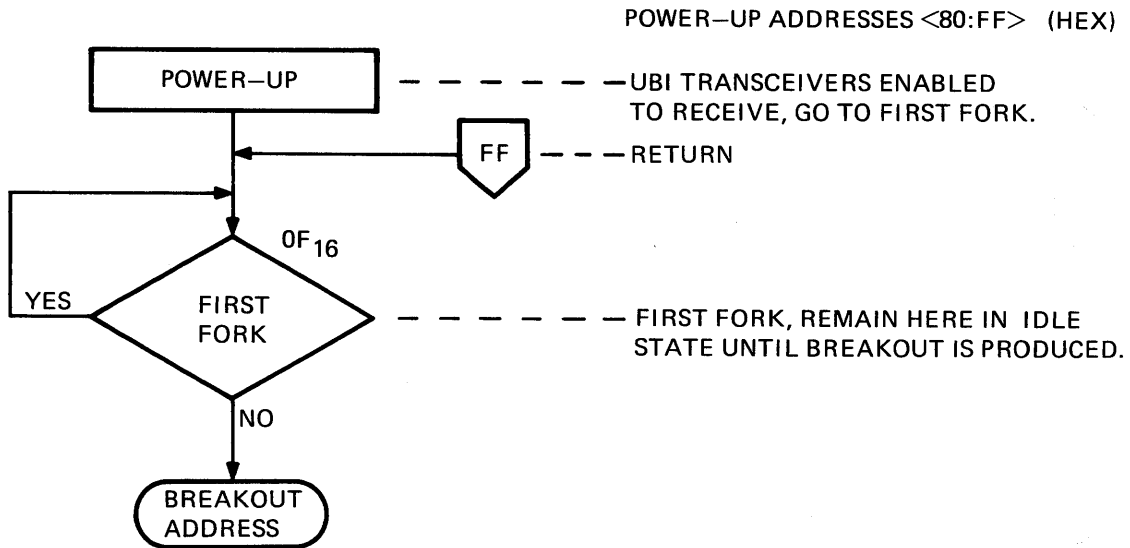 POWER–UP ADDRESSES <80:FF> (HEX)
POWER–UP
UBI TRANSCEIVERS ENABLED
TO RECEIVE, GO TO FIRST FORK.
FF
RETURN
0F16
YES
FIRST
FORK
FIRST FORK, REMAIN HERE IN IDLE
STATE UNTIL BREAKOUT IS PRODUCED.
NO
BREAKOUT
ADDRESS